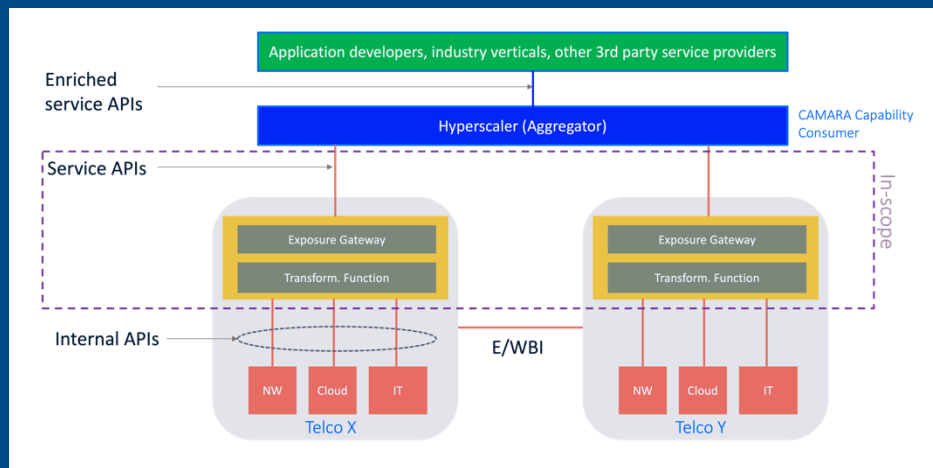 Application developers, industry verticals, other 3rd party service providers
Enriched
service APIs
Hyperscaler (Aggregator)
CAMARA Capability
Consumer
Service APIs
In-scope
Exposure Gateway
Exposure Gateway
Transform. Function
Transform. Function
Internal APIs
E/WBI
NW
Cloud
IT
NW
Cloud
IT
Telco X
Telco Y